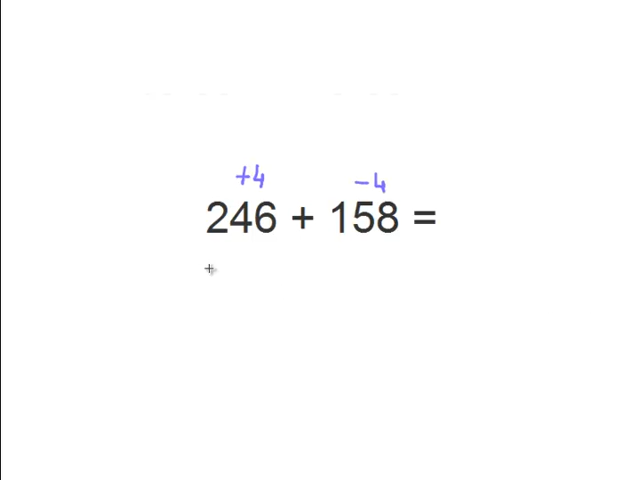 +4 -4
246 + 158 =